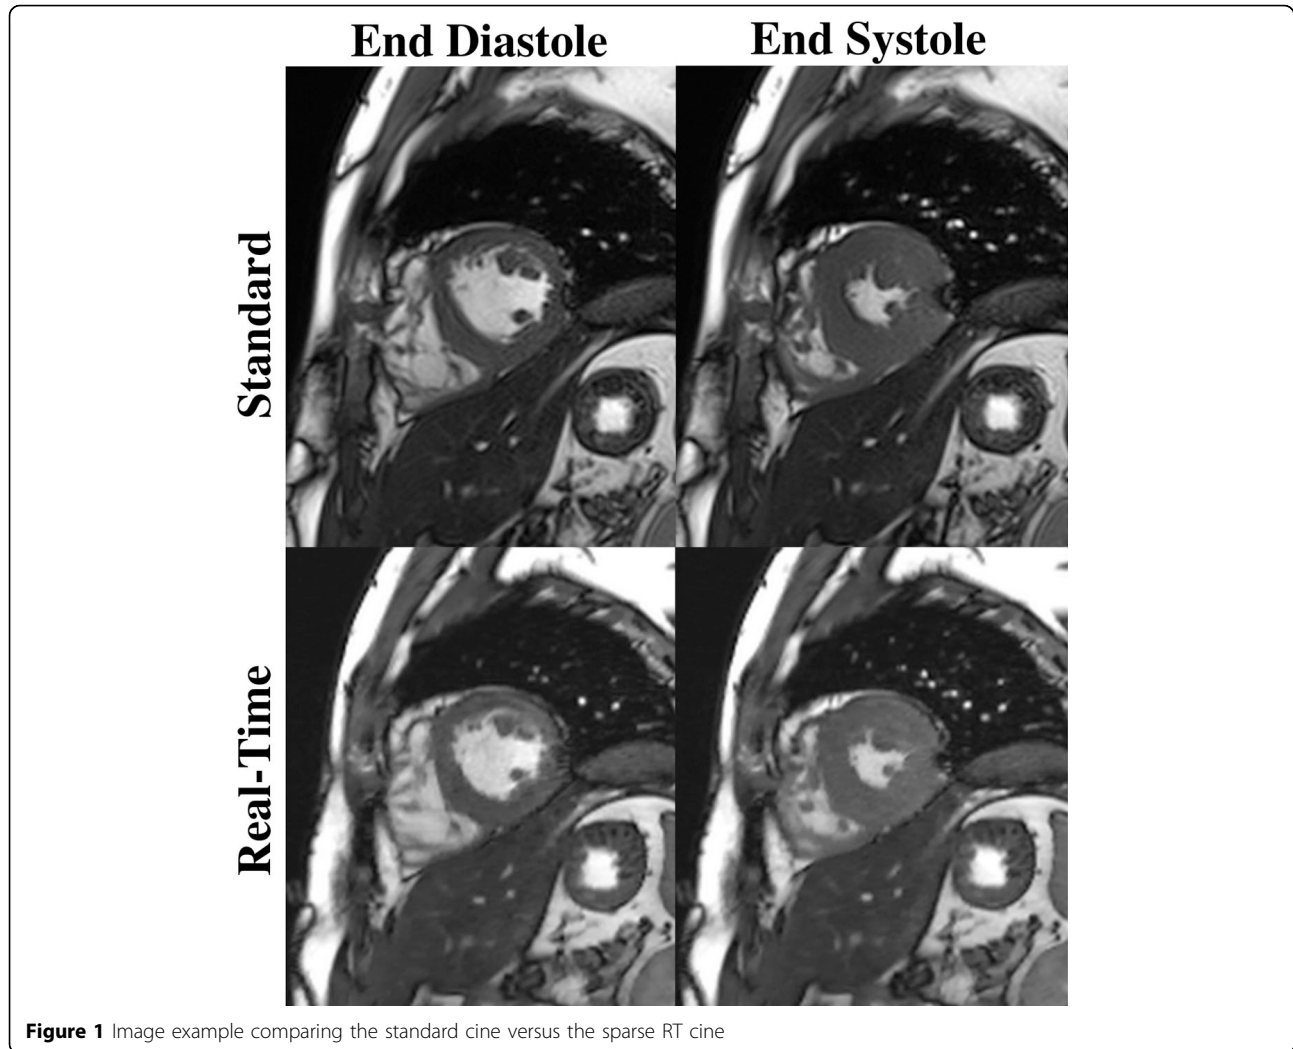 End Diastole End Systole
Standard
Real-Time
Figure 1 Image example comparing the standard cine versus the sparse RT cine